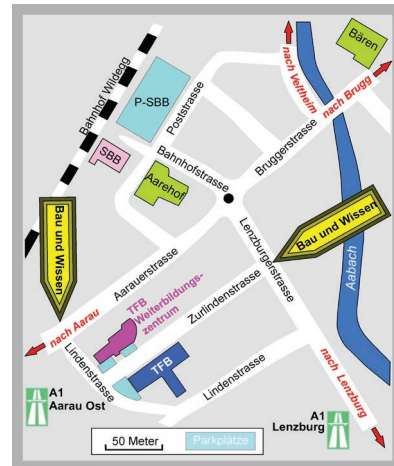 Bären
nach Veltheim
nach Brugg
Bahnhof Wildegg
P-SBB
Poststrasse
SBB
Bahnhofstrasse
Bruggerstrasse
Aarehof
Bau und Wissen
Bau und Wissen
Aabach
Aarauerstrasse
Lenzburgerstrasse
TFB
Weiterbildungs-
zentrum
Zurlindenstrasse
nach Aarau
Lindenstrasse
TFB
Lindenstrasse
nach Lenzburg
A1
Aarau Ost
A1
Lenzburg
50 Meter
Parkplätze